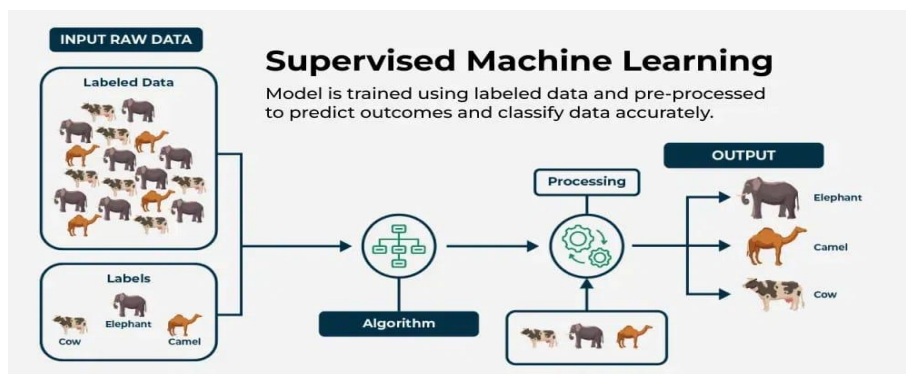 INPUT RAW DATA
Labeled Data
Labels
Elephant
Cow
Camel
Supervised Machine Learning
Model is trained using labeled data and pre-processed
to predict outcomes and classify data accurately.
Algorithm
Processing
OUTPUT
Elephant
Camel
Cow